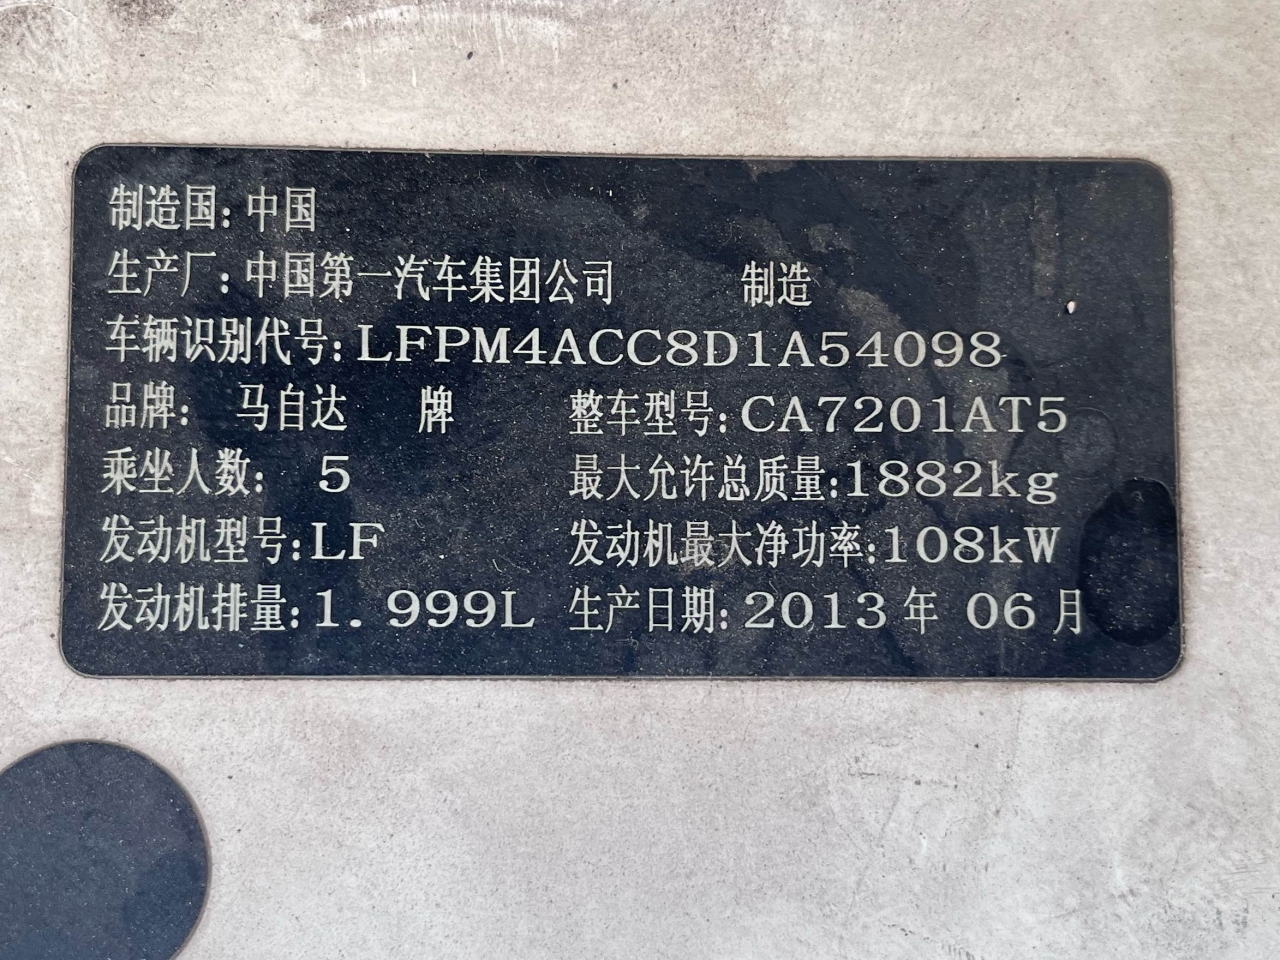 制造国:中国
生产厂:中国第一汽车集团公司 制造
车辆识别代号:LFPM4ACC8D1A54098
品牌: 马自达 牌 整车型号:CA7201AT5
乘坐人数: 5 最大允许总质量:1882kg
发动机型号:LF 发动机最大净功率:108kW
发动机排量:1. 999L 生产日期:2013年 06月